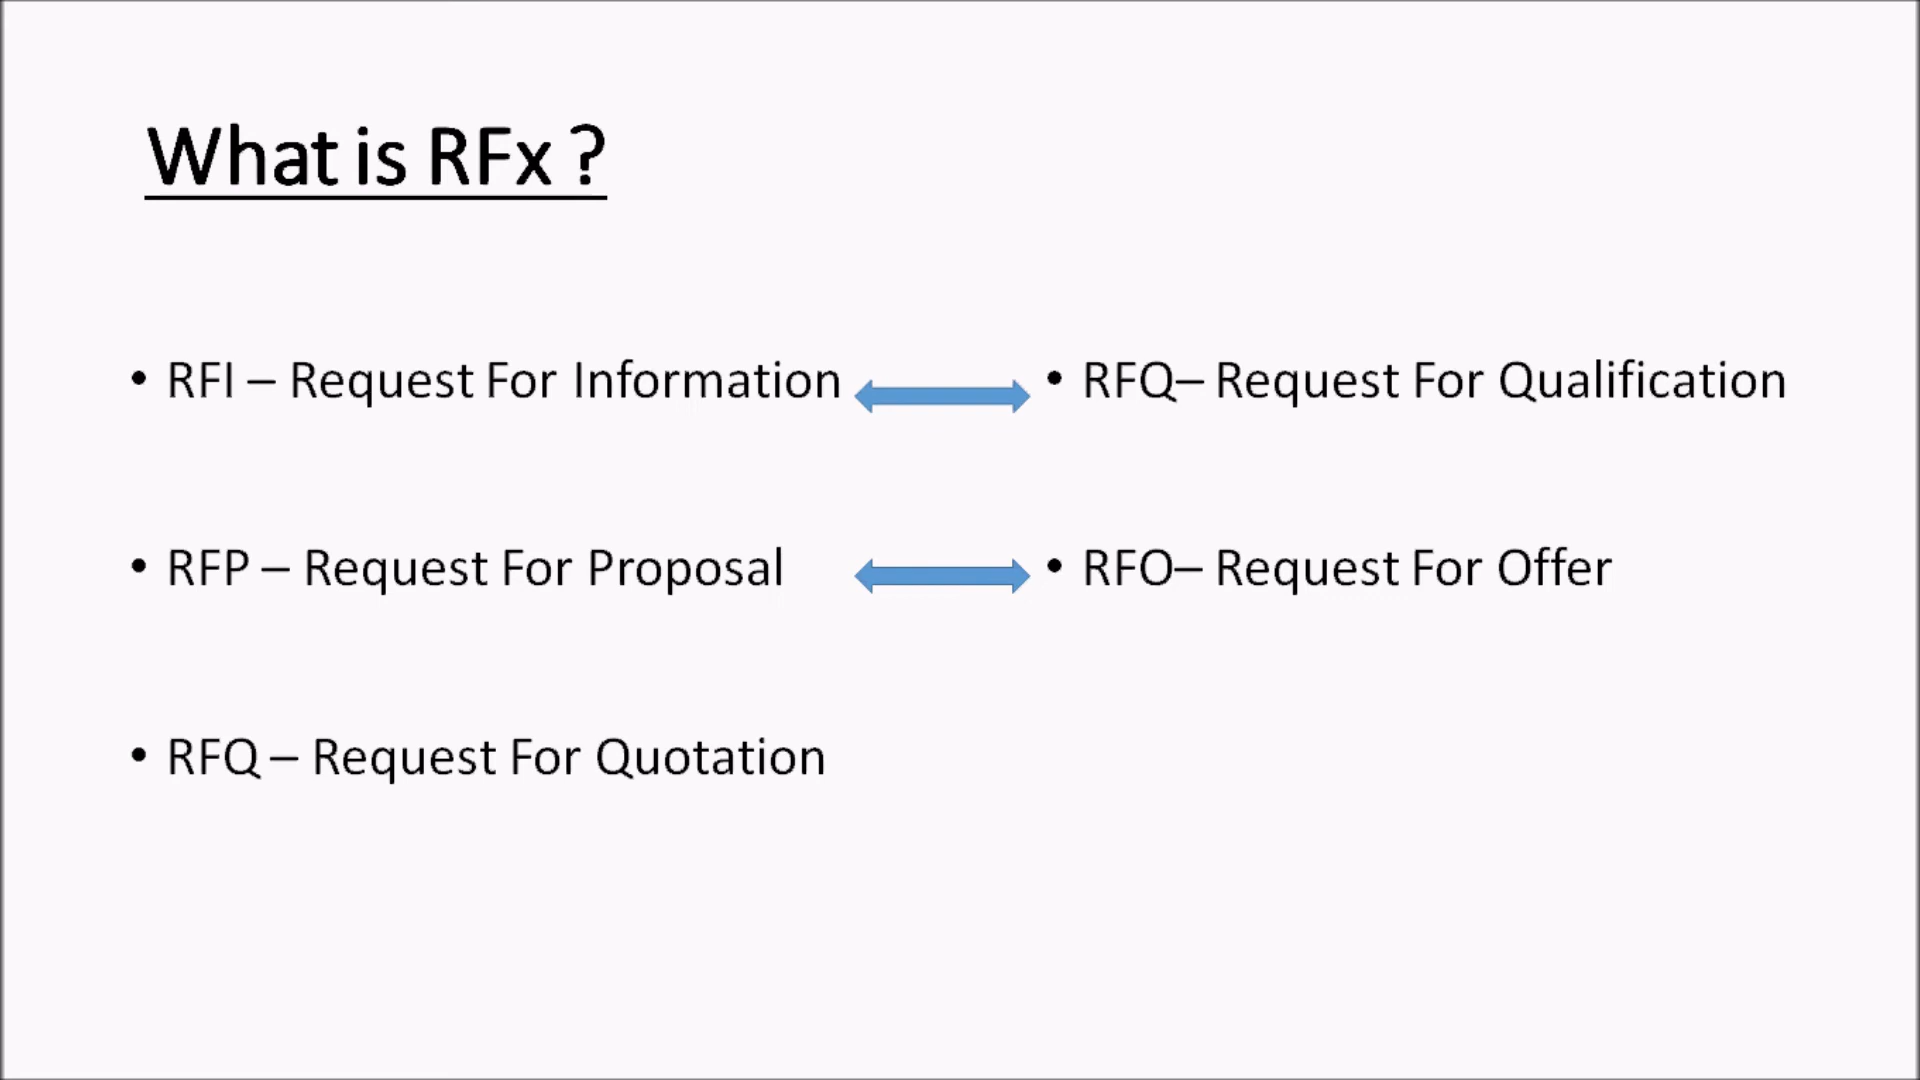 What is RFx ?
• RFI – Request For Information
• RFQ– Request For Qualification
• RFP – Request For Proposal
• RFO– Request For Offer
• RFQ – Request For Quotation